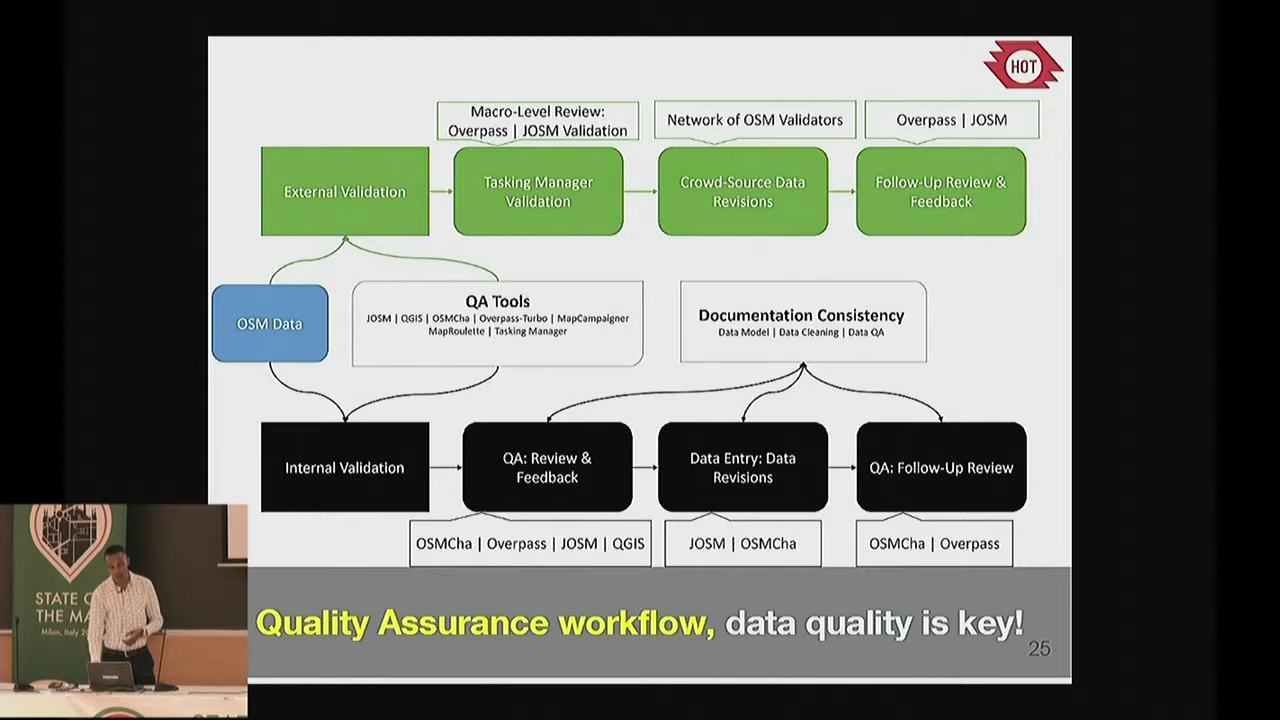 HOT
Macro-Level Review:
Overpass | JOSM Validation
Network of OSM Validators
Overpass | JOSM
External Validation
Tasking Manager
Validation
Crowd-Source Data
Revisions
Follow-Up Review &
Feedback
OSM Data
QA Tools
JOSM | QGIS | OSMCha | Overpass-Turbo | MapCampaigner
MapRoulette | Tasking Manager
Documentation Consistency
Data Model | Data Cleaning | Data QA
Internal Validation
QA: Review &
Feedback
Data Entry: Data
Revisions
QA: Follow-Up Review
OSMCha | Overpass | JOSM | QGIS
JOSM | OSMCha
OSMCha | Overpass
Quality Assurance workflow, data quality is key!
25
STATE
THE
Milan, Italy